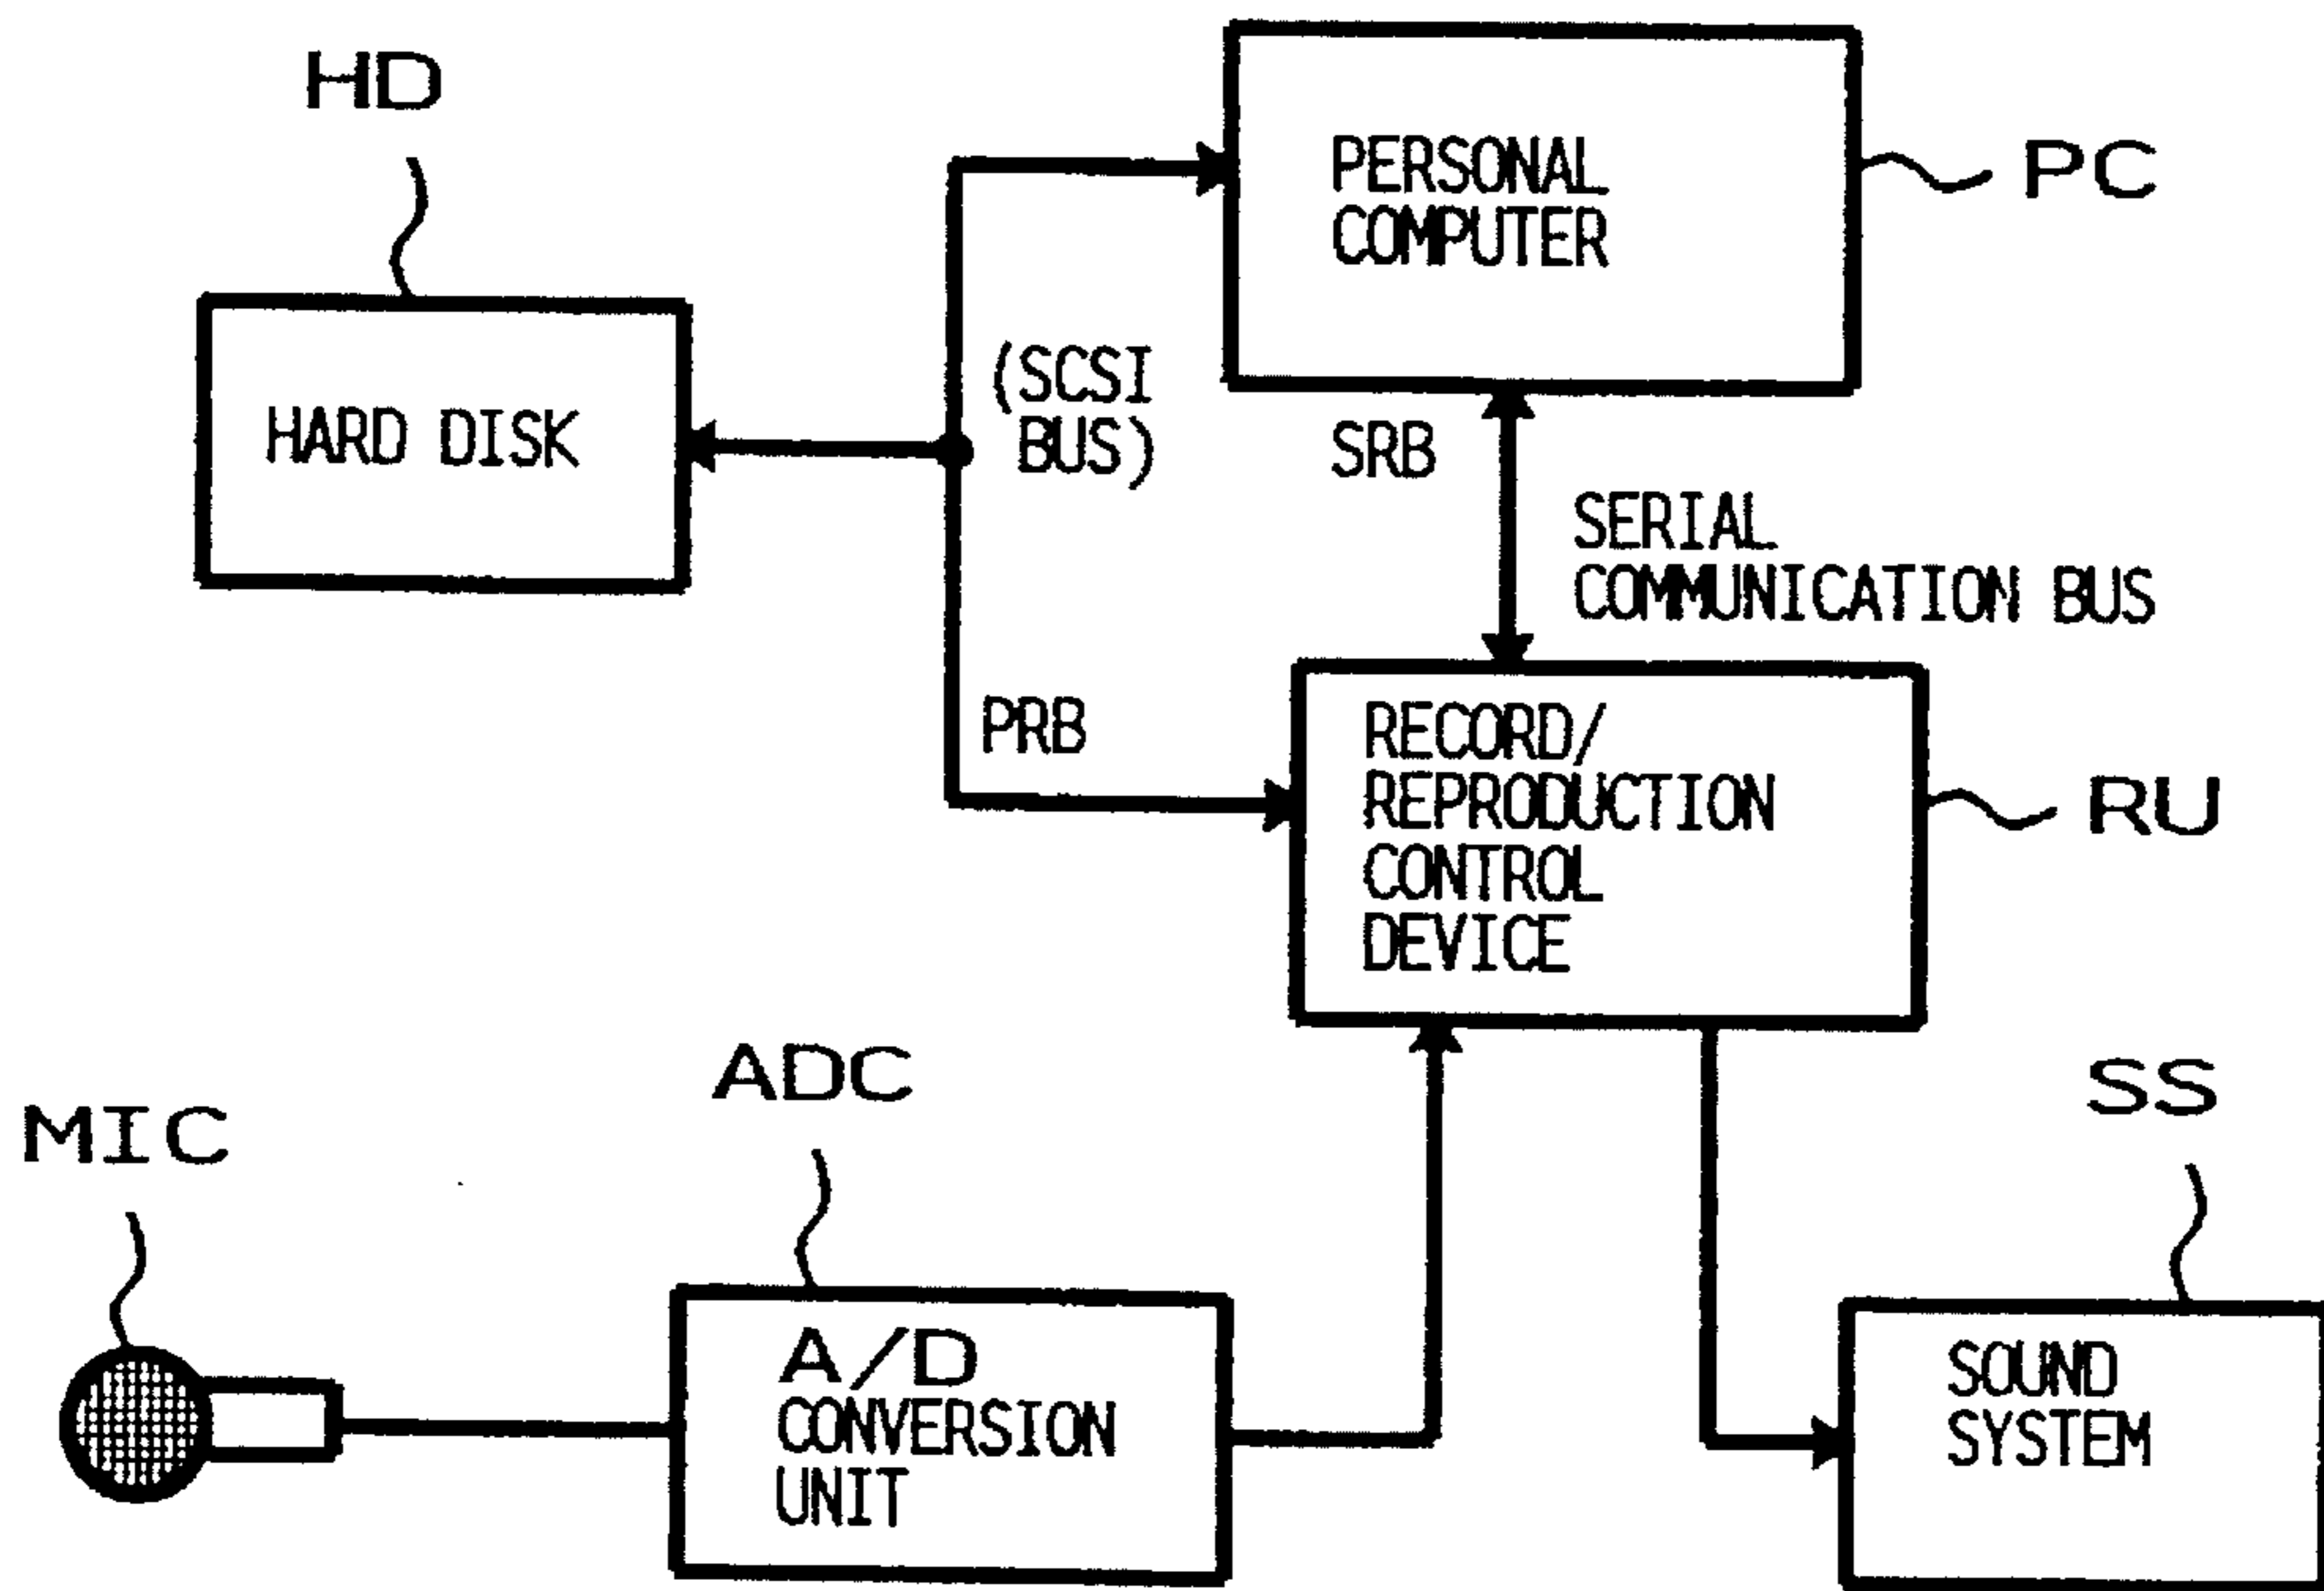 HD
HARD DISK
PERSONAL
COMPUTER
PC
(SCSI
BUS)
SRB
SERIAL
COMMUNICATION BUS
PRB
RECORD/
REPRODUCTION
CONTROL
DEVICE
RU
MIC
ADC
A/D
CONVERSION
UNIT
SS
SOUND
SYSTEM